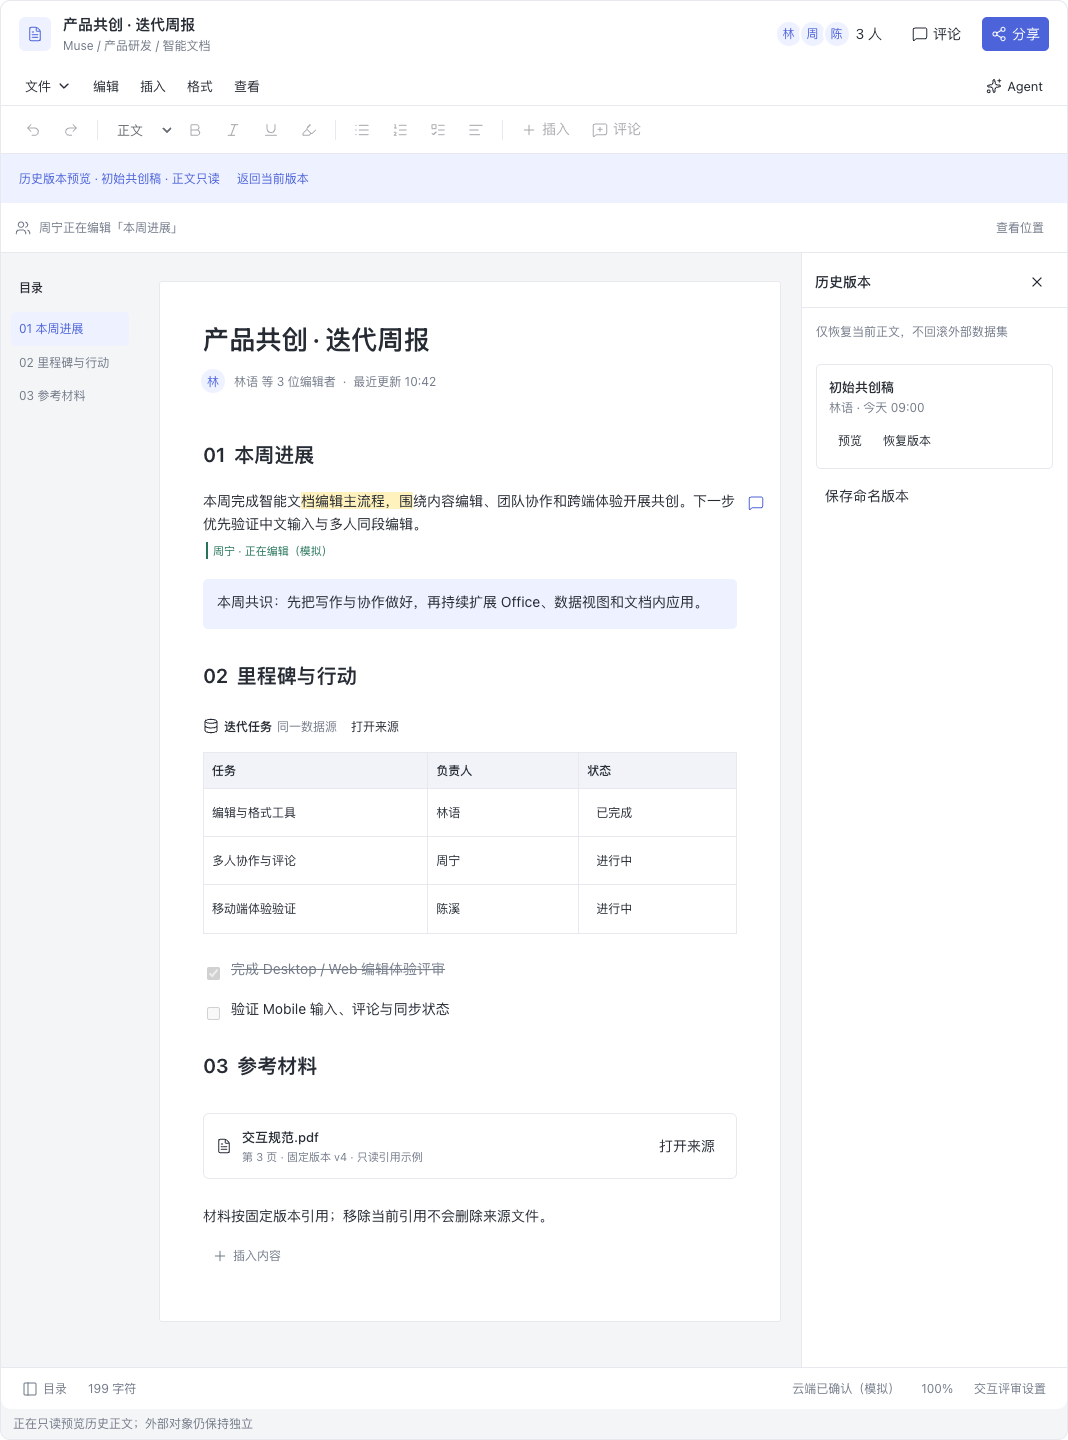 产品共创 · 迭代周报
Muse / 产品研发 / 智能文档
林 周 陈 3 人
评论
分享
文件 编辑 插入 格式 查看
Agent
正文 B I U 插入 评论
历史版本预览 · 初始共创稿 · 正文只读 返回当前版本
周宁正在编辑「本周进展」
查看位置
目录
01 本周进展
02 里程碑与行动
03 参考材料
产品共创 · 迭代周报
林 林语 等 3 位编辑者 · 最近更新 10:42
01 本周进展
本周完成智能文档编辑主流程，围绕内容编辑、团队协作和跨端体验开展共创。下一步
优先验证中文输入与多人同段编辑。
周宁 · 正在编辑（模拟）
本周共识：先把写作与协作做好，再持续扩展 Office、数据视图和文档内应用。
02 里程碑与行动
迭代任务 同一数据源 打开来源
任务 负责人 状态
编辑与格式工具 林语 已完成
多人协作与评论 周宁 进行中
移动端体验验证 陈溪 进行中
完成 Desktop / Web 编辑体验评审
验证 Mobile 输入、评论与同步状态
03 参考材料
交互规范.pdf
第 3 页 · 固定版本 v4 · 只读引用示例
打开来源
材料按固定版本引用；移除当前引用不会删除来源文件。
插入内容
历史版本
仅恢复当前正文，不回滚外部数据集
初始共创稿
林语 · 今天 09:00
预览 恢复版本
保存命名版本
目录 199 字符
云端已确认（模拟） 100% 交互评审设置
正在只读预览历史正文；外部对象仍保持独立